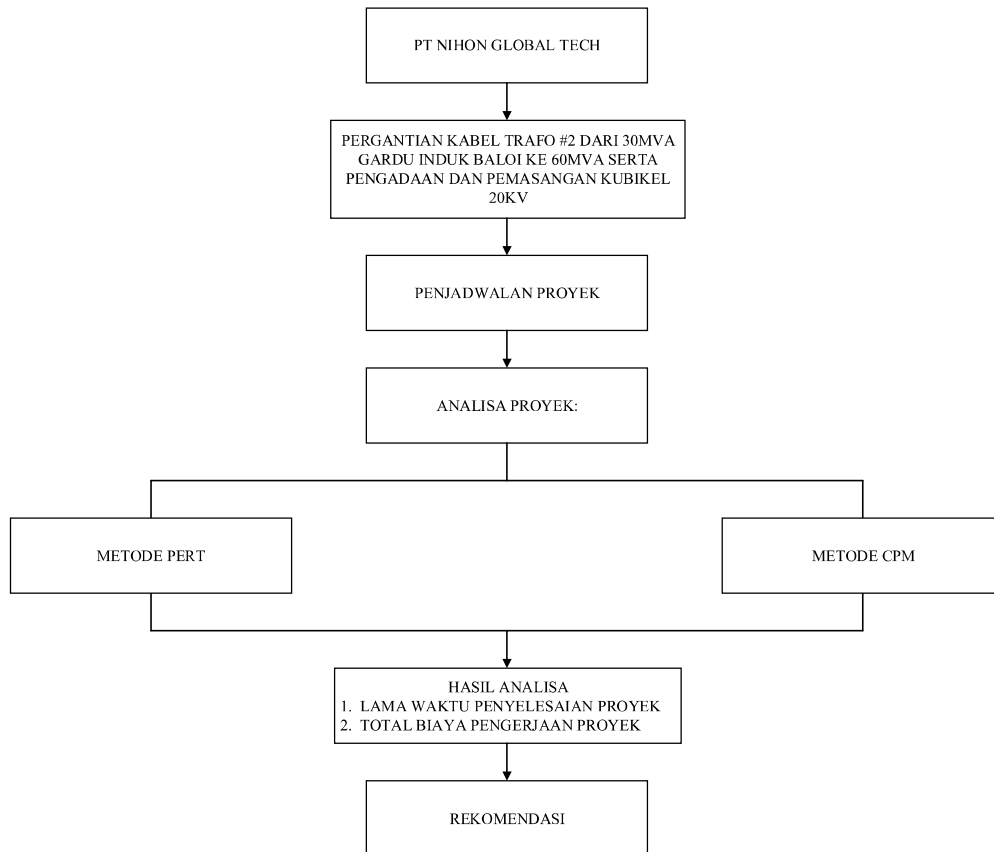 PT NIHON GLOBAL TECH
PERGANTIAN KABEL TRAFO #2 DARI 30MVA
GARDU INDUK BALOI KE 60MVA SERTA
PENGADAAN DAN PEMASANGAN KUBIKEL
20KV
PENJADWALAN PROYEK
ANALISA PROYEK:
METODE PERT
METODE CPM
HASIL ANALISA
1. LAMA WAKTU PENYELESAIAN PROYEK
2. TOTAL BIAYA PENGERJAAN PROYEK
REKOMENDASI